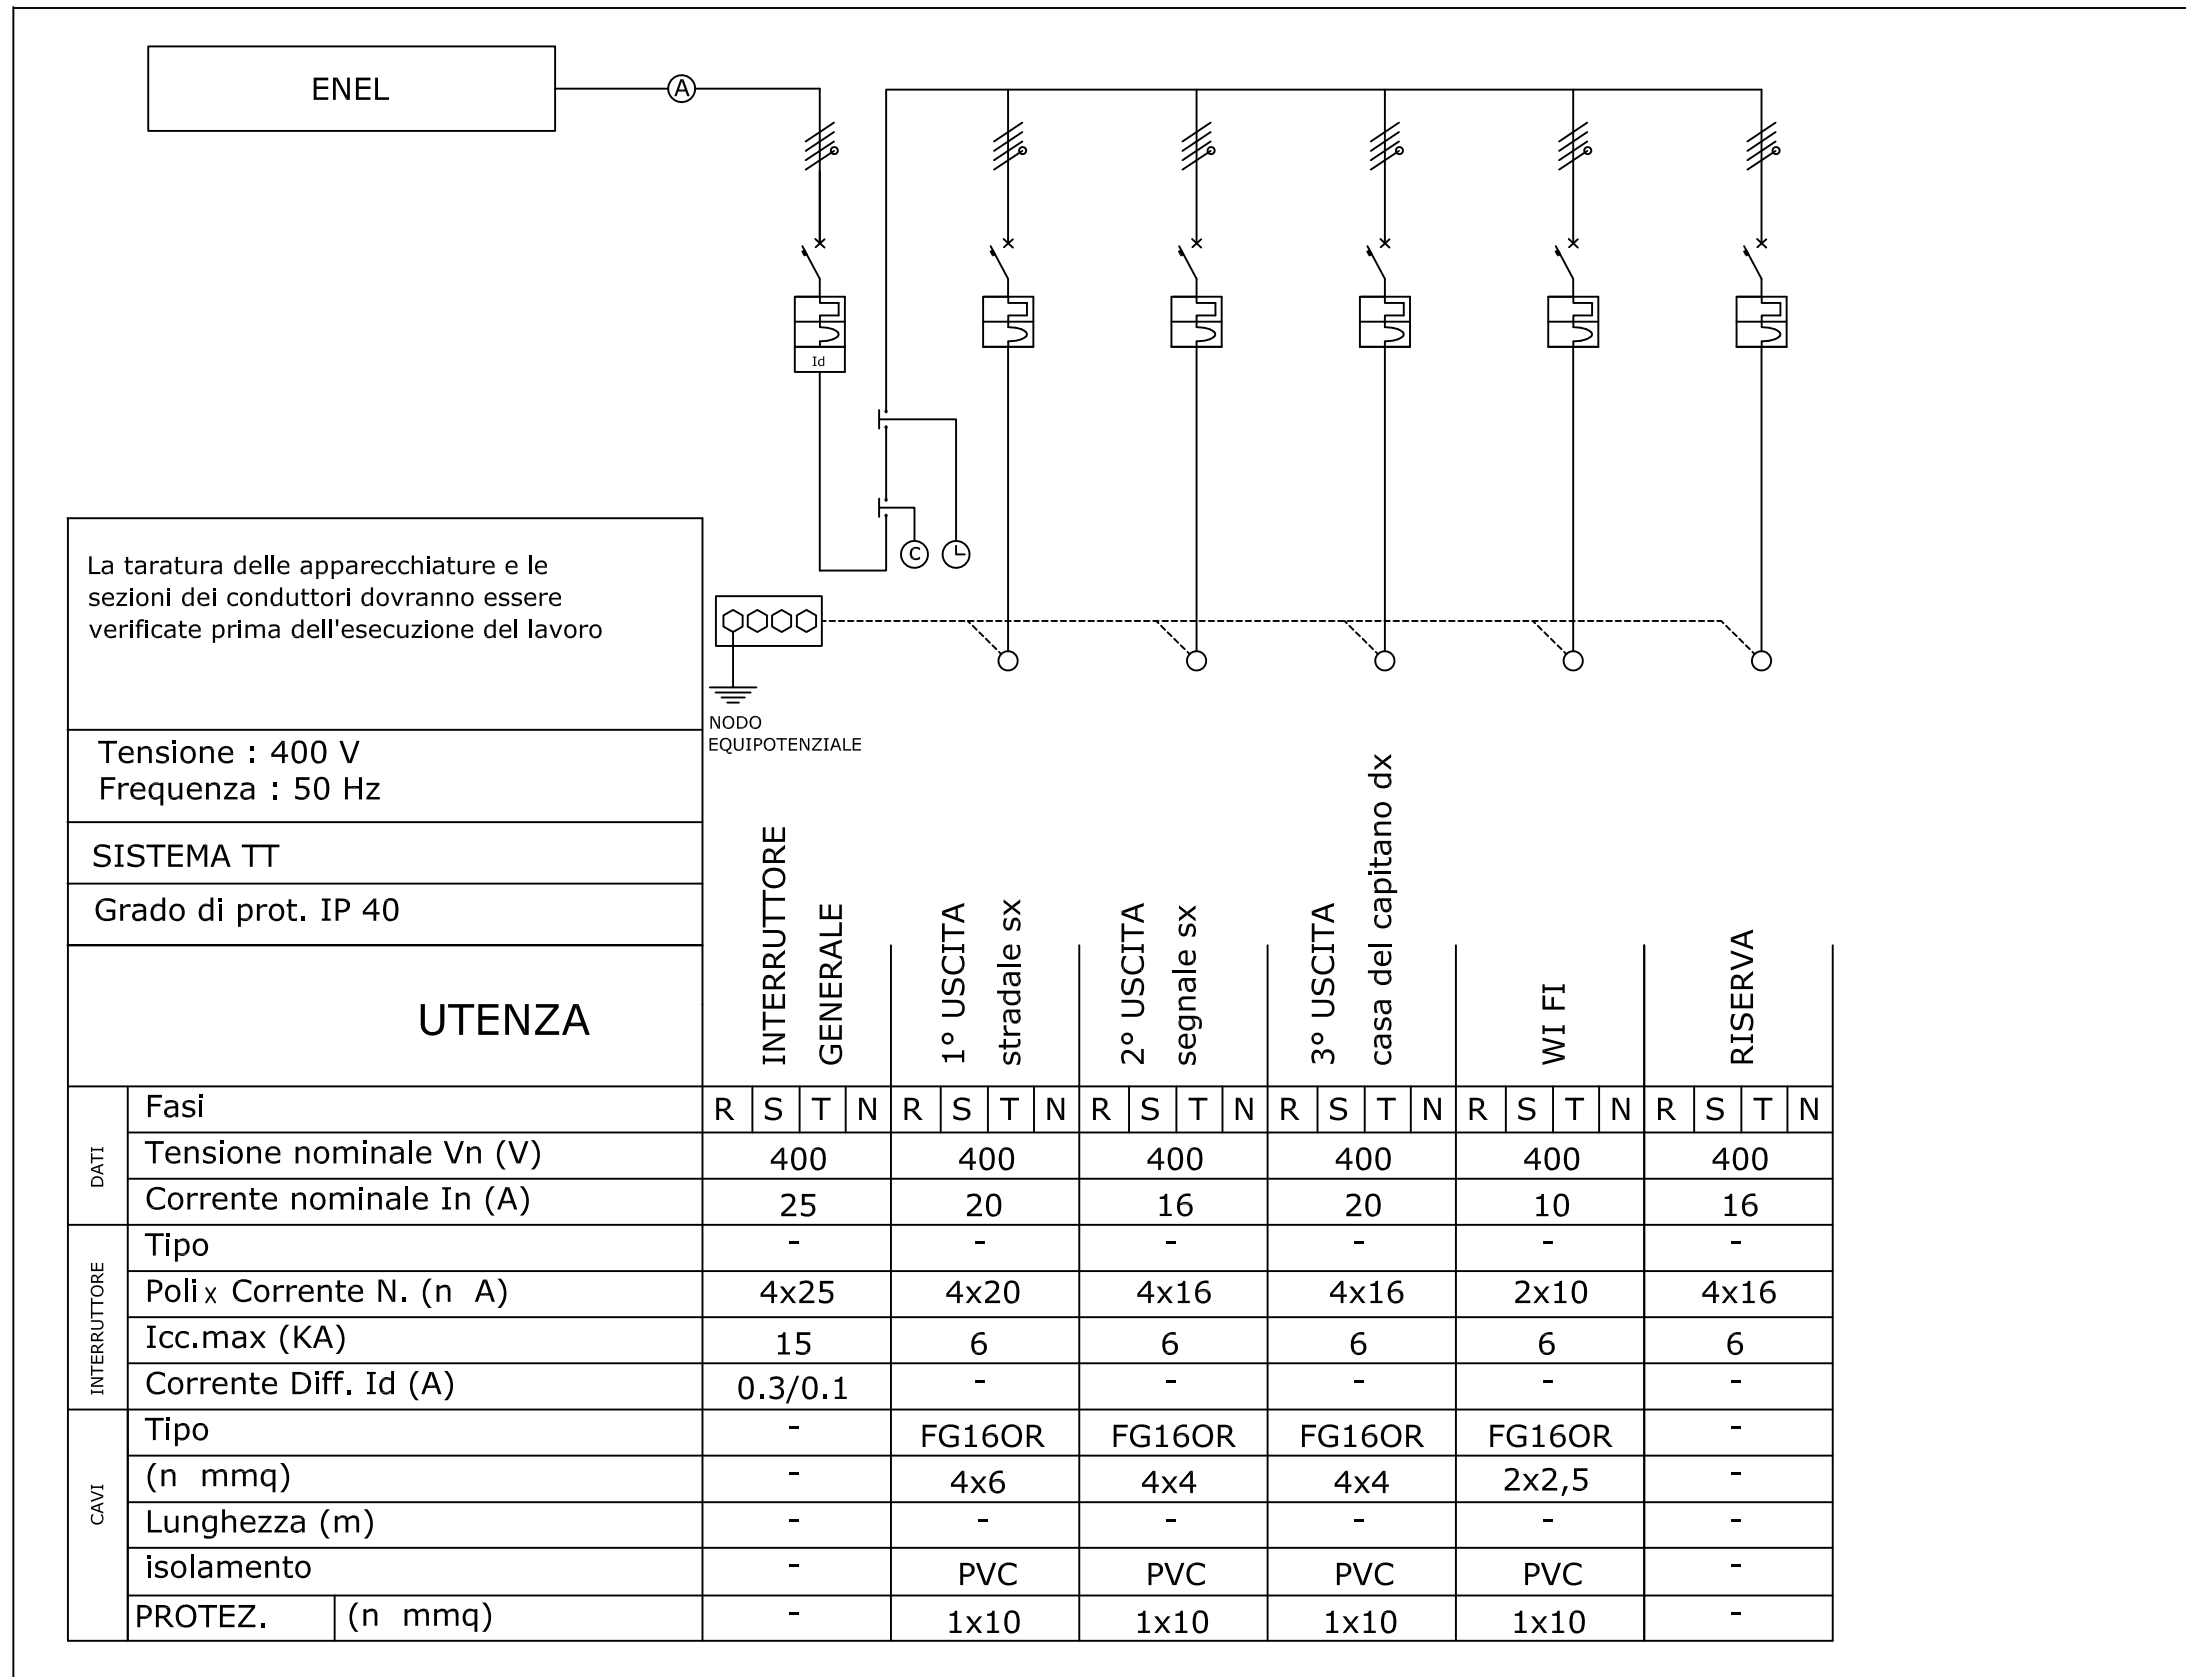 ENEL
A
Id
C
La taratura delle apparecchiature e le
sezioni dei conduttori dovranno essere
verificate prima dell'esecuzione del lavoro
NODO
EQUIPOTENZIALE
Tensione : 400 V
Frequenza : 50 Hz
SISTEMA TT
Grado di prot. IP 40
UTENZA
INTERRUTTORE
GENERALE
1° USCITA
stradale sx
2° USCITA
segnale sx
3° USCITA
casa del capitano dx
WI FI
RISERVA
DATI
Fasi R S T N R S T N R S T N R S T N R S T N R S T N
Tensione nominale Vn (V) 400 400 400 400 400 400
Corrente nominale In (A) 25 20 16 20 10 16
INTERRUTTORE
Tipo - - - - - -
Poli x Corrente N. (n A) 4x25 4x20 4x16 4x16 2x10 4x16
Icc.max (KA) 15 6 6 6 6 6
Corrente Diff. Id (A) 0.3/0.1 - - - - -
CAVI
Tipo - FG16OR FG16OR FG16OR FG16OR -
(n mmq) - 4x6 4x4 4x4 2x2,5 -
Lunghezza (m) - - - - - -
isolamento - PVC PVC PVC PVC -
PROTEZ. (n mmq) - 1x10 1x10 1x10 1x10 -